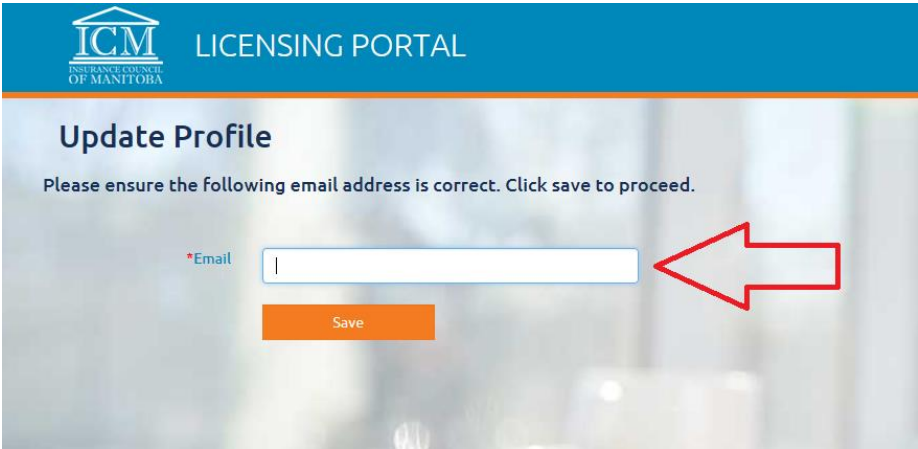 ICM
INSURANCE COUNCIL
OF MANITOBA
LICENSING PORTAL
Update Profile
Please ensure the following email address is correct. Click save to proceed.
*Email
Save